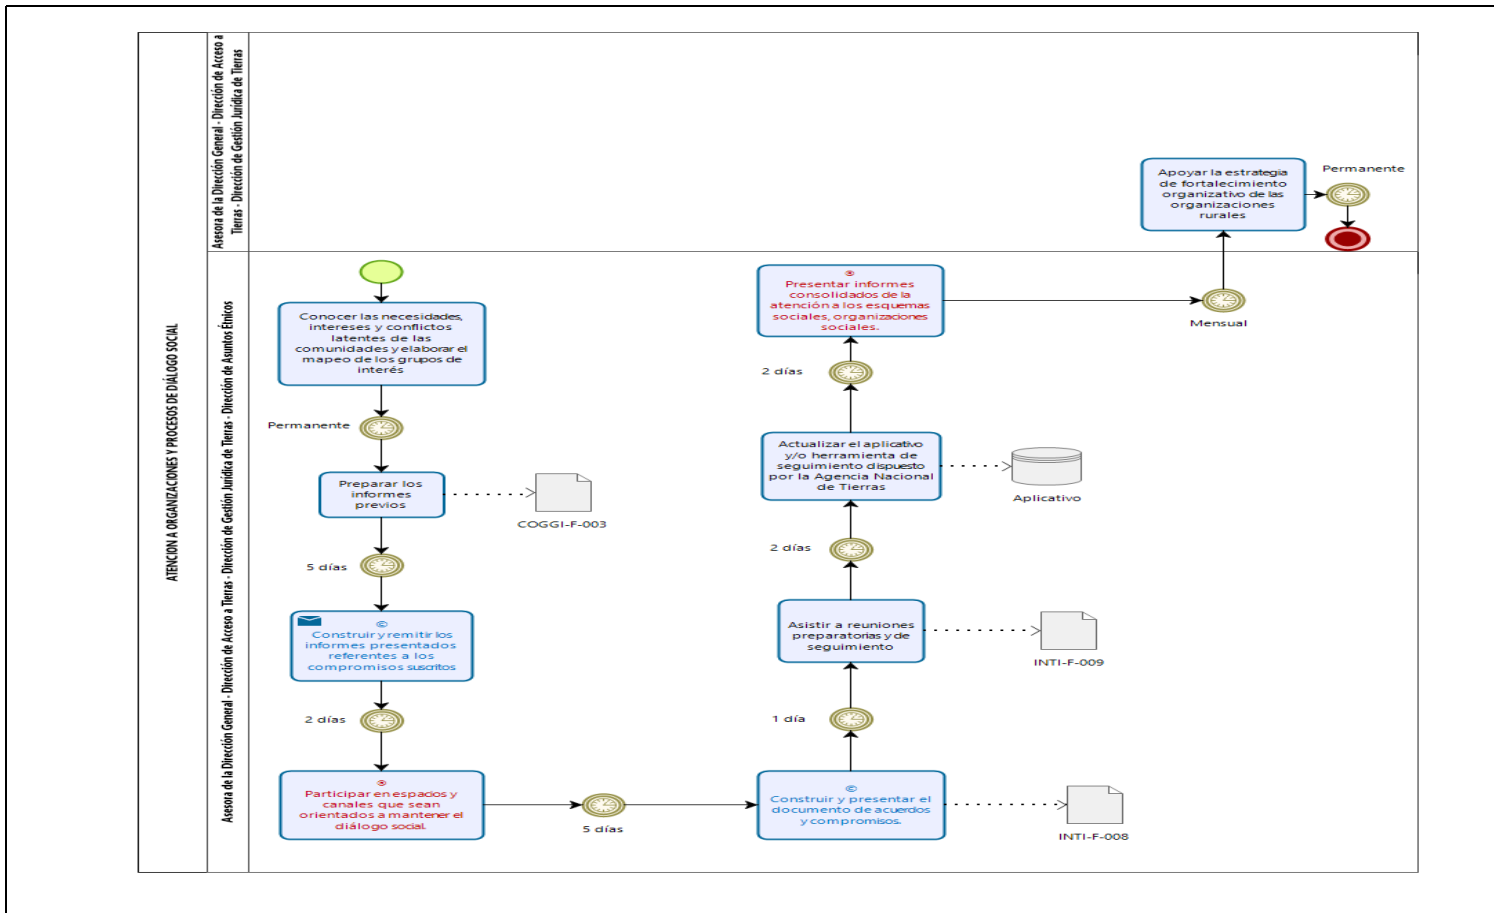 ATENCION A ORGANIZACIONES Y PROCESOS DE DIÁLOGO SOCIAL
Asesora de la Dirección General - Dirección de Acceso a
Tierras - Dirección de Gestión Jurídica de Tierras
Apoyar la estrategia
de fortalecimiento
organizativo de las
organizaciones
rurales
Permanente
Asesora de la Dirección General - Dirección de Acceso a Tierras - Dirección de Gestión Jurídica de Tierras - Dirección de Asuntos Étnicos
Conocer las necesidades,
intereses y conflictos
latentes de las
comunidades y elaborar el
mapeo de los grupos de
interés
Permanente
Preparar los
informes
previos
COGGI-F-003
5 días
©
Construir y remitir los
informes presentados
referentes a los
compromisos suscritos
2 días
®
Participar en espacios y
canales que sean
orientados a mantener el
diálogo social.
5 días
©
Construir y presentar el
documento de acuerdos
y compromisos.
INTI-F-008
1 día
Asistir a reuniones
preparatorias y de
seguimiento
INTI-F-009
2 días
Actualizar el aplicativo
y/o herramienta de
seguimiento dispuesto
por la Agencia Nacional
de Tierras
Aplicativo
2 días
®
Presentar informes
consolidados de la
atención a los esquemas
sociales, organizaciones
sociales.
Mensual